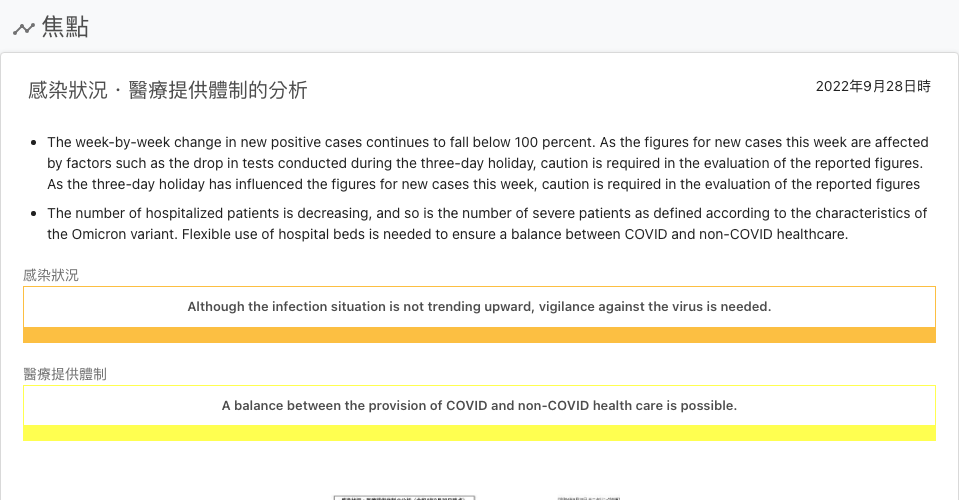 焦點
感染狀況・醫療提供體制的分析
2022年9月28日時
The week-by-week change in new positive cases continues to fall below 100 percent. As the figures for new cases this week are affected
by factors such as the drop in tests conducted during the three-day holiday, caution is required in the evaluation of the reported figures.
As the three-day holiday has influenced the figures for new cases this week, caution is required in the evaluation of the reported figures
The number of hospitalized patients is decreasing, and so is the number of severe patients as defined according to the characteristics of
the Omicron variant. Flexible use of hospital beds is needed to ensure a balance between COVID and non-COVID healthcare.
感染狀況
Although the infection situation is not trending upward, vigilance against the virus is needed.
醫療提供體制
A balance between the provision of COVID and non-COVID health care is possible.